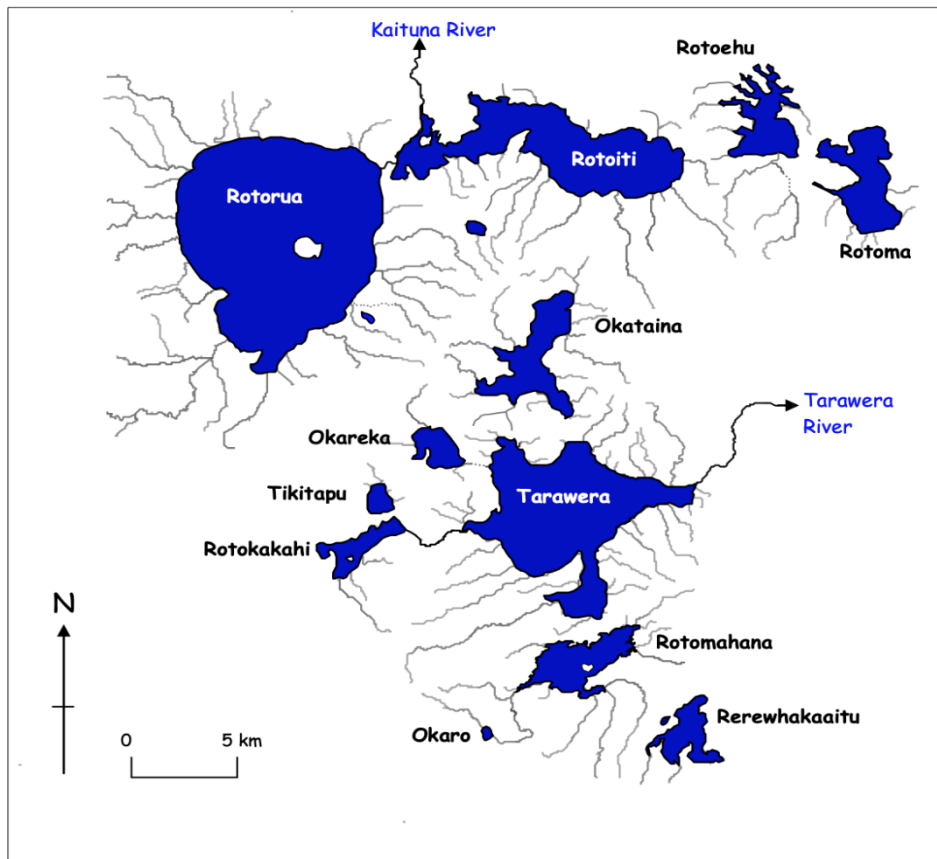 Kaituna River
Rotoehu
Rotoiti
Rotorua
Rotoma
Okataina
Tarawera
River
Okareka
Tikitapu
Tarawera
Rotokakahi
N
Rotomahana
Rerewhakaaitu
Okaro
0 5 km